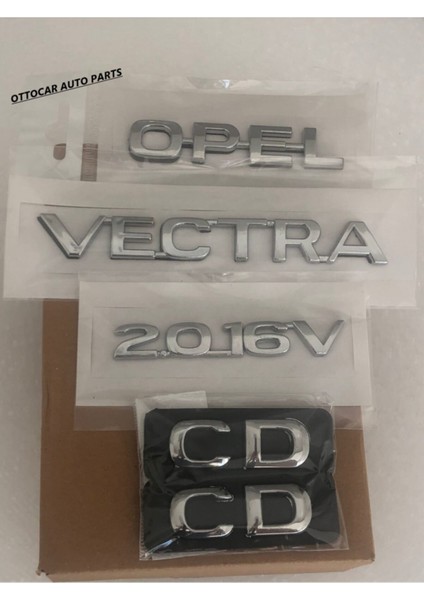 OTTOCAR AUTO PARTS
OPEL
VECTRA
2.0 16V
CD
CD